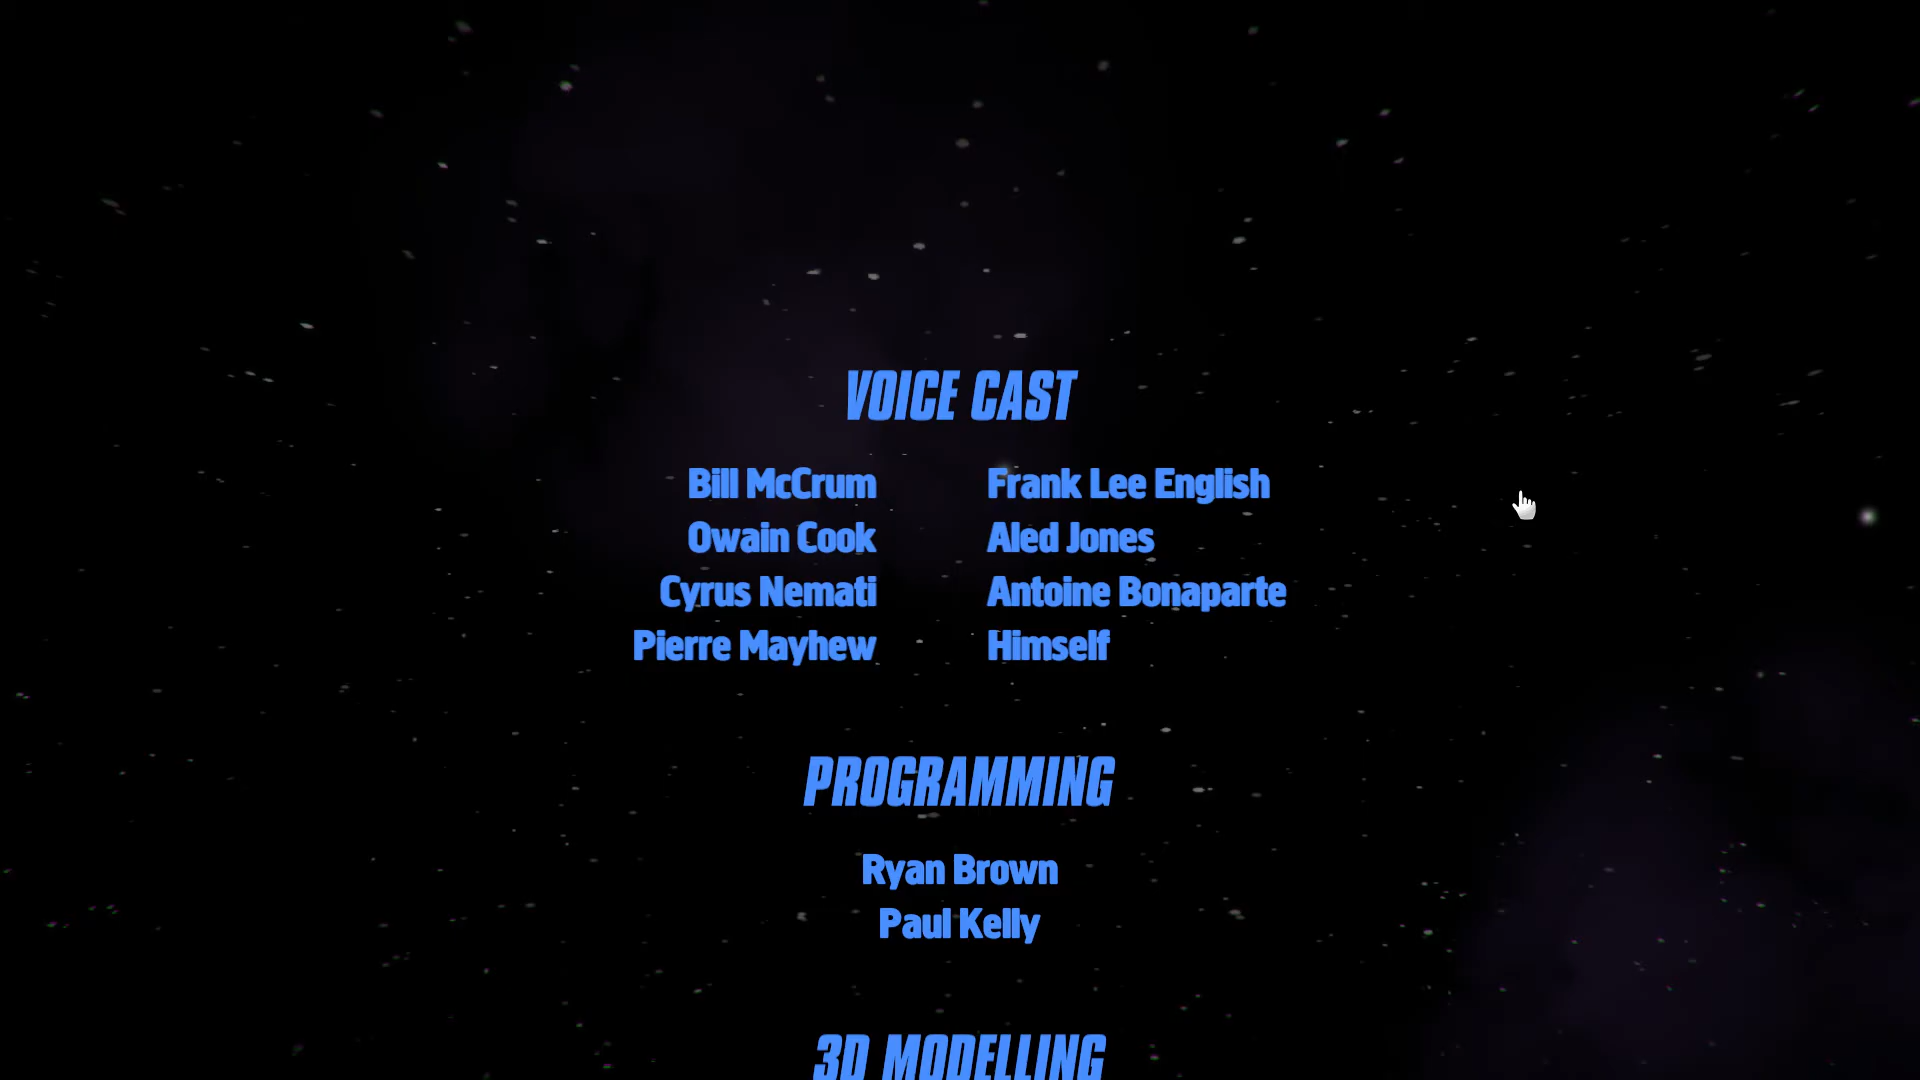 VOICE CAST
Bill McCrum Frank Lee English
Owain Cook Aled Jones
Cyrus Nemati Antoine Bonaparte
Pierre Mayhew Himself
PROGRAMMING
Ryan Brown
Paul Kelly
3D MODELLING